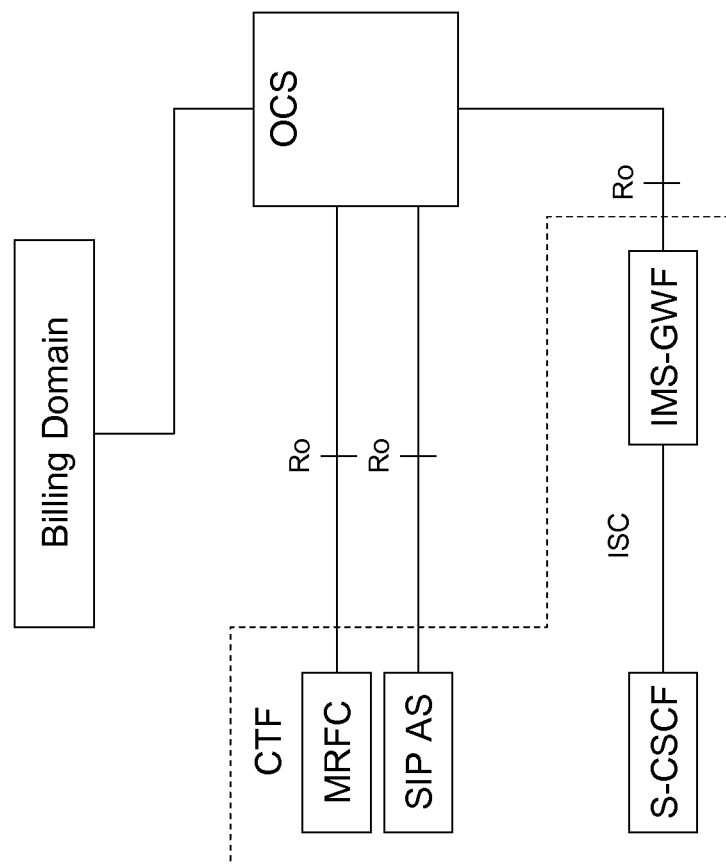 Billing Domain
OCS
Ro
Ro
Ro
CTF
MRFC
SIP AS
S-CSCF
ISC
IMS-GWF